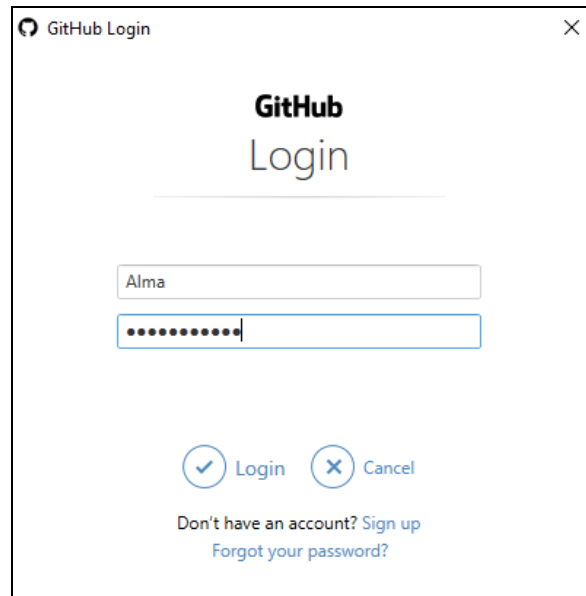 GitHub Login
GitHub
Login
Alma
●●●●●●●●●●●
Login Cancel
Don't have an account? Sign up
Forgot your password?